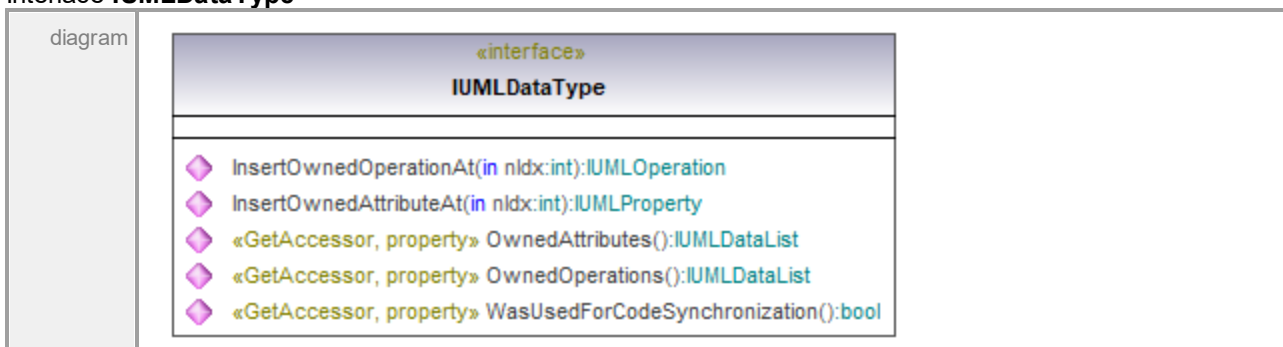 interface IUMLDataType
diagram
«interface»
IUMLDataType
InsertOwnedOperationAt(in nIdx:int):IUMLOperation
InsertOwnedAttributeAt(in nIdx:int):IUMLProperty
«GetAccessor, property» OwnedAttributes():IUMLDataList
«GetAccessor, property» OwnedOperations():IUMLDataList
«GetAccessor, property» WasUsedForCodeSynchronization():bool